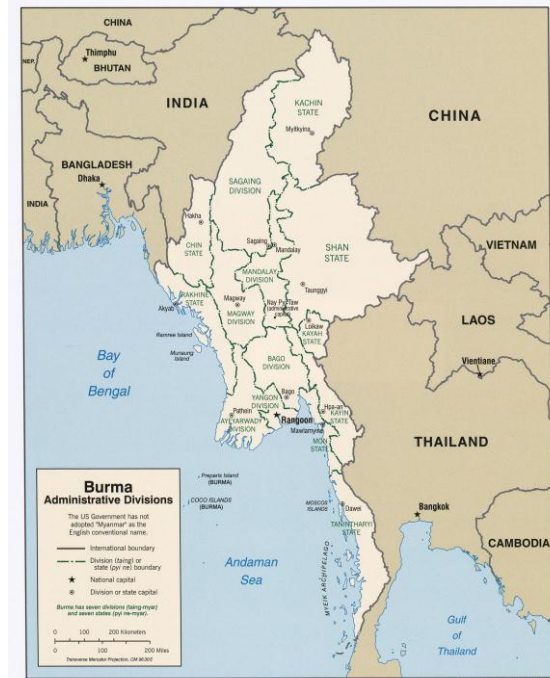 CHINA
Thimphu
BHUTAN
NEP.
INDIA
KACHIN
STATE
Myitkyina
CHINA
BANGLADESH
Dhaka
INDIA
SAGAING
DIVISION
Hakha
CHIN
STATE
Sagaing
Mandalay
SHAN
STATE
VIETNAM
MANDALAY
DIVISION
Taunggyi
RAKHINE
STATE
Magway
MAGWAY
DIVISION
Nay Pyi Taw
(administrative
capital)
Akyab
Loikaw
KAYAH
STATE
LAOS
Ramree Island
Munaung
Island
Bay
of
Bengal
BAGO
DIVISION
Vientiane
YANGON
DIVISION
Bago
Pathein
Rangoon
Hpa-an
KAYIN
STATE
AYEYARWADY
DIVISION
Mawlamyine
MON
STATE
THAILAND
Preparis Island
(BURMA)
COCO ISLANDS
(BURMA)
MOSCOS
ISLANDS
Dawei
TANINTHARYI
STATE
Bangkok
CAMBODIA
Andaman
Sea
MYEIK ARCHIPELAGO
Gulf
of
Thailand
Burma
Administrative Divisions
The US Government has not
adopted "Myanmar" as the
English conventional name.
International boundary
Division (taing) or
state (pyi ne) boundary
National capital
Division or state capital
Burma has seven divisions (taing-myar)
and seven states (pyi ne-myar).
0 100 200 Kilometers
0 100 200 Miles